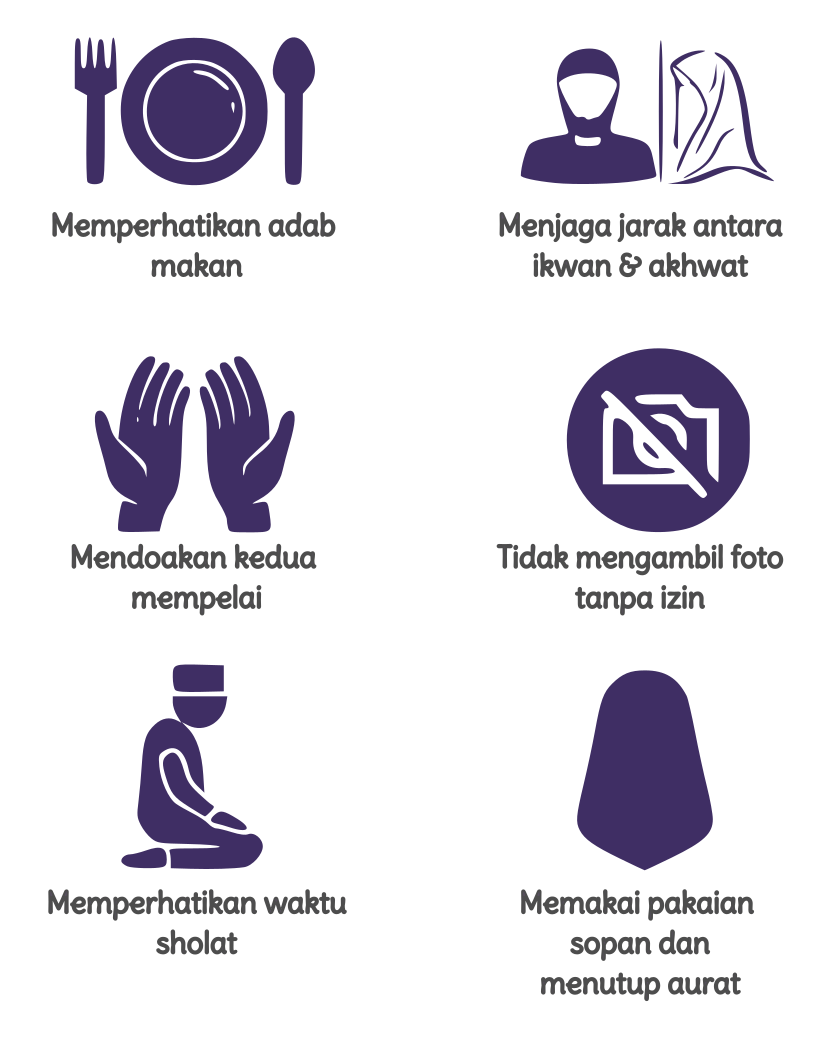 Memperhatikan adab
makan
Menjaga jarak antara
ikwan & akhwat
Mendoakan kedua
mempelai
Tidak mengambil foto
tanpa izin
Memperhatikan waktu
sholat
Memakai pakaian
sopan dan
menutup aurat